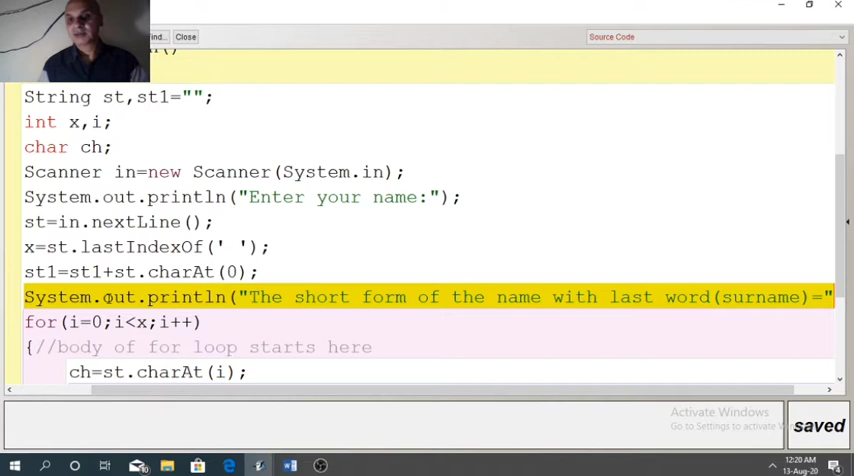 ind... Close Source Code
String st,st1="";
int x,i;
char ch;
Scanner in=new Scanner(System.in);
System.out.println("Enter your name:");
st=in.nextLine();
x=st.lastIndexOf(' ');
st1=st1+st.charAt(0);
System.out.println("The short form of the name with last word(surname)="
for(i=0;i<x;i++)
{//body of for loop starts here
ch=st.charAt(i);
Activate Windows
Go to Settings to activate
saved
12:20 AM
13-Aug-20